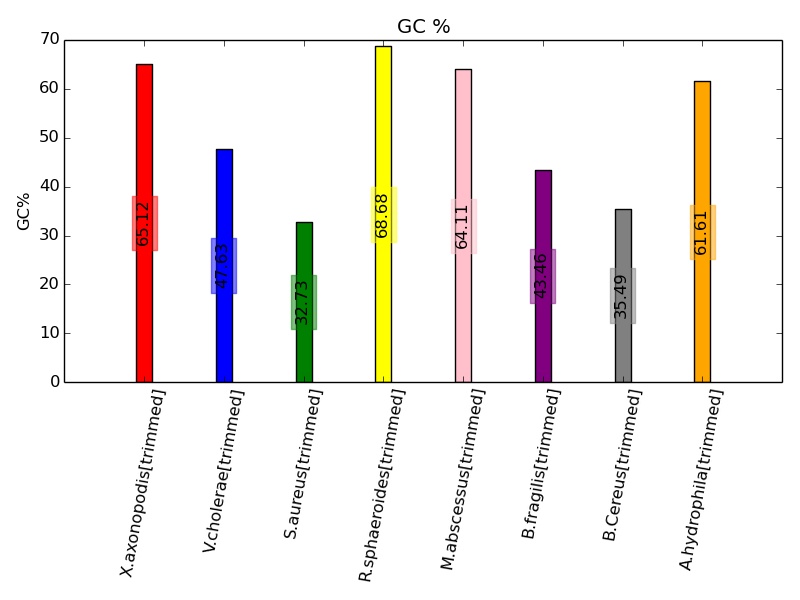 GC %
GC%
70
60
50
40
30
20
10
0
65.12
47.63
32.73
68.68
64.11
43.46
35.49
61.61
X.axonopodis[trimmed]
V.cholerae[trimmed]
S.aureus[trimmed]
R.sphaeroides[trimmed]
M.abscessus[trimmed]
B.fragilis[trimmed]
B.Cereus[trimmed]
A.hydrophila[trimmed]